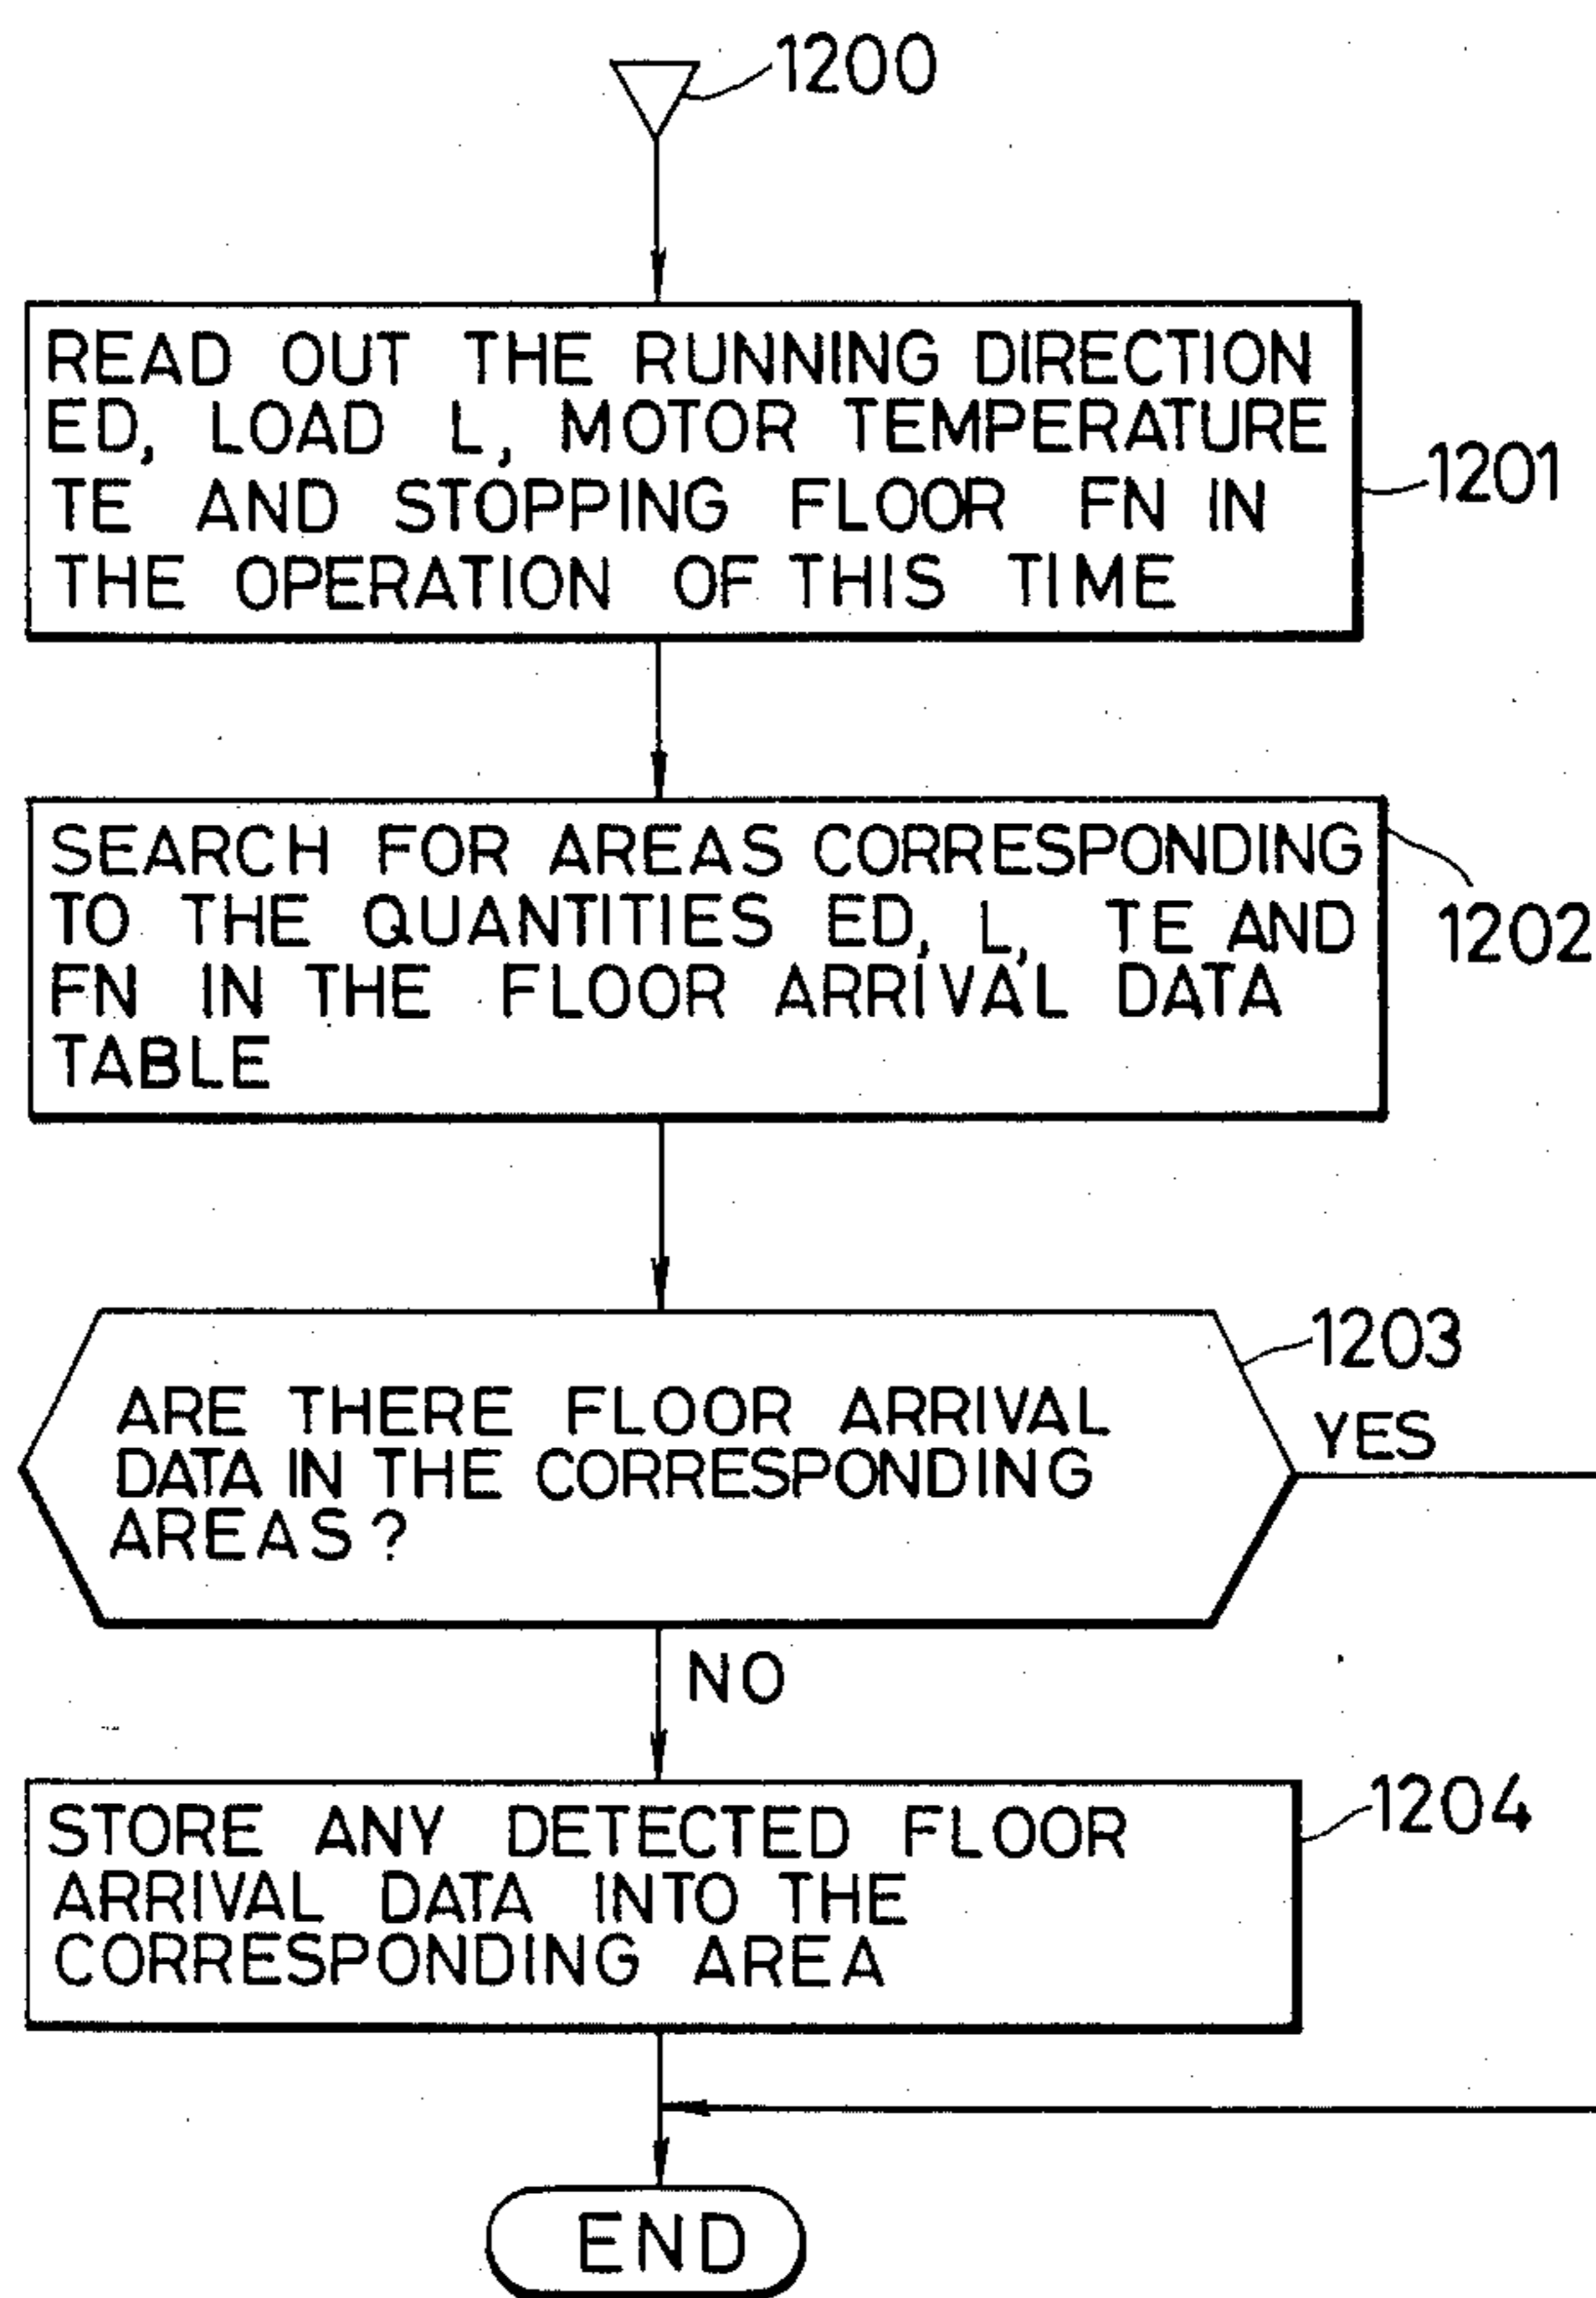 1200
READ OUT THE RUNNING DIRECTION
ED, LOAD L, MOTOR TEMPERATURE
TE AND STOPPING FLOOR FN IN
THE OPERATION OF THIS TIME
1201
SEARCH FOR AREAS CORRESPONDING
TO THE QUANTITIES ED, L, TE AND
FN IN THE FLOOR ARRIVAL DATA
TABLE
1202
1203
ARE THERE FLOOR ARRIVAL
DATA IN THE CORRESPONDING
AREAS?
YES
NO
STORE ANY DETECTED FLOOR
ARRIVAL DATA INTO THE
CORRESPONDING AREA
1204
END